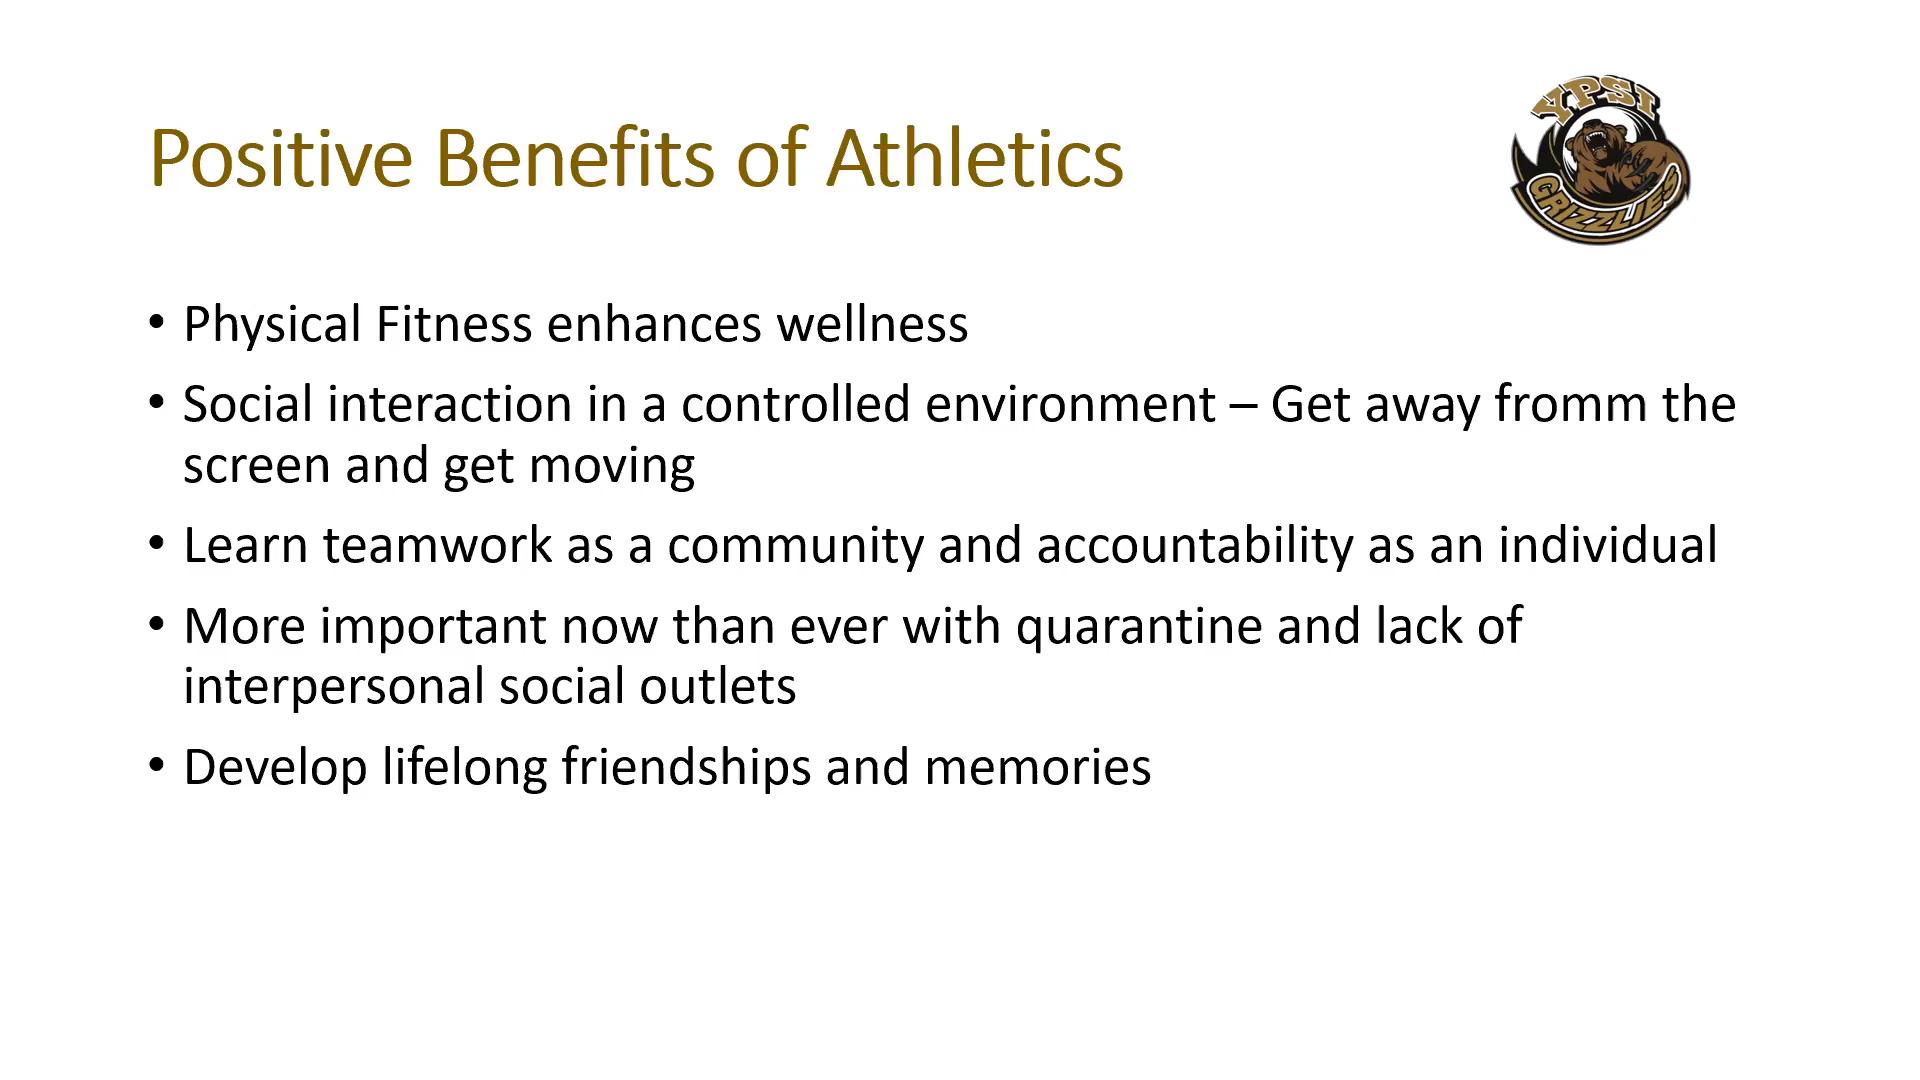 YPSI
GRIZZLIES
Positive Benefits of Athletics
• Physical Fitness enhances wellness
• Social interaction in a controlled environment – Get away fromm the
screen and get moving
• Learn teamwork as a community and accountability as an individual
• More important now than ever with quarantine and lack of
interpersonal social outlets
• Develop lifelong friendships and memories